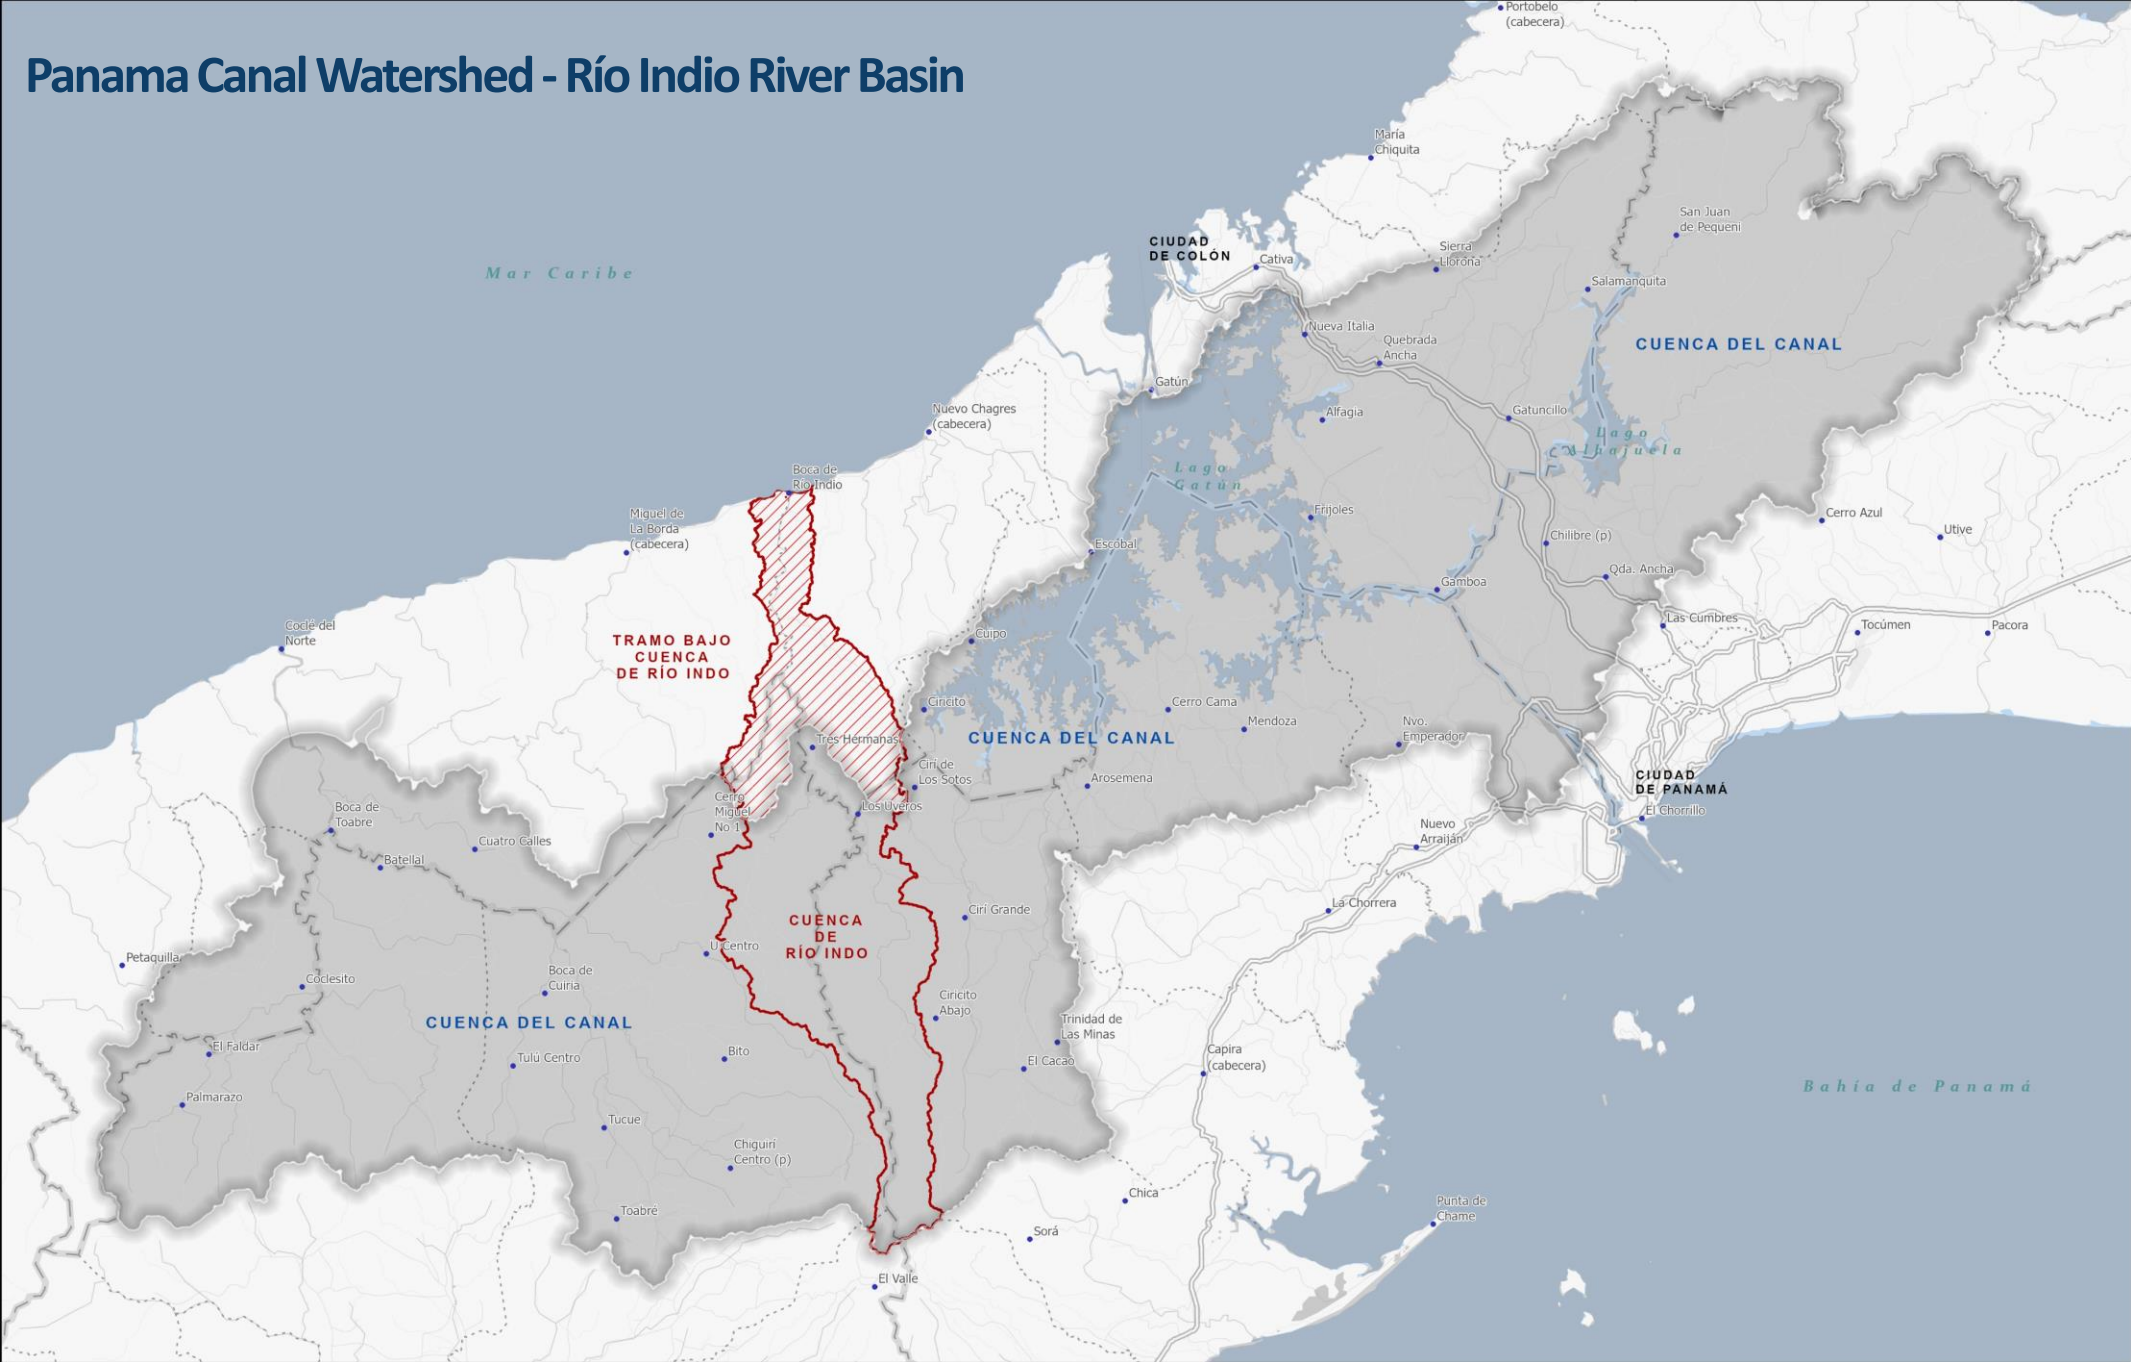 Panama Canal Watershed - Río Indio River Basin
Portobelo
(cabecera)
María
Chiquita
San Juan
de Pequení
CIUDAD
DE COLÓN
Cativa
Sierra
Llorona
Mar Caribe
Salamanquita
Nueva Italia
Quebrada
Ancha
CUENCA DEL CANAL
Gatún
Nuevo Chagres
(cabecera)
Alfagia
Gatuncillo
Lago
Alhajuela
Lago
Gatún
Boca de
Río Indio
Miguel de
La Borda
(cabecera)
Frijoles
Cerro Azul
Utive
Escobal
Chilibre (p)
Qda. Ancha
Gamboa
Coclé del
Norte
Cuipo
Las Cumbres
Tocúmen
Pacora
TRAMO BAJO
CUENCA
DE RÍO INDO
Ciricito
Cerro Cama
Mendoza
Nvo.
Emperador
Tres Hermanas
CUENCA DEL CANAL
Cirí de
Los Sotos
Arosemena
CIUDAD
DE PANAMÁ
El Chorrillo
Cerro
Miguel
No 1
Los Uveros
Boca de
Toabre
Cuatro Calles
Batellal
Nuevo
Arraiján
La Chorrera
Cirí Grande
CUENCA
DE
RÍO INDO
U Centro
Petaquilla
Coclesito
Boca de
Cuiria
Ciricito
Abajo
CUENCA DEL CANAL
Trinidad de
Las Minas
El Faldar
Tulú Centro
Bito
El Cacao
Capira
(cabecera)
Bahía de Panamá
Palmarazo
Tucue
Chiguirí
Centro (p)
Toabre
Chica
Sorá
Punta de
Chame
El Valle